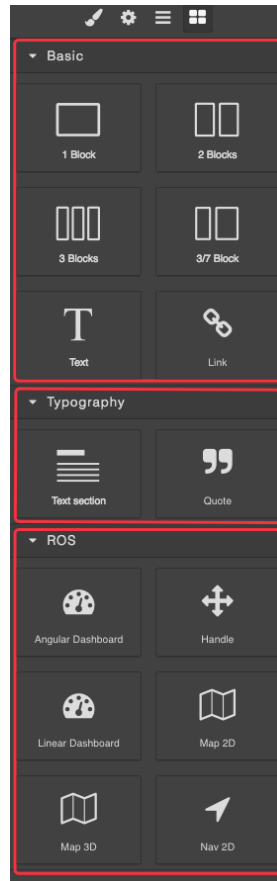 Basic
1 Block
2 Blocks
3 Blocks
3/7 Block
Text
Link
Typography
Text section
Quote
ROS
Angular Dashboard
Handle
Linear Dashboard
Map 2D
Map 3D
Nav 2D